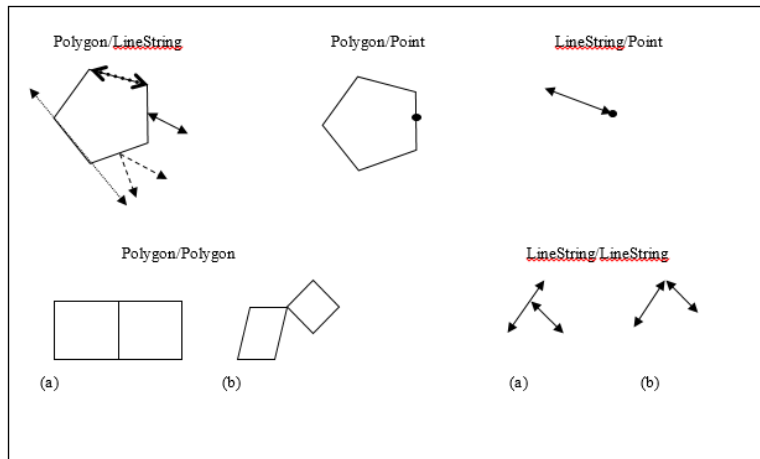 Polygon/LineString
Polygon/Point
LineString/Point
Polygon/Polygon
LineString/LineString
(a)
(b)
(a)
(b)